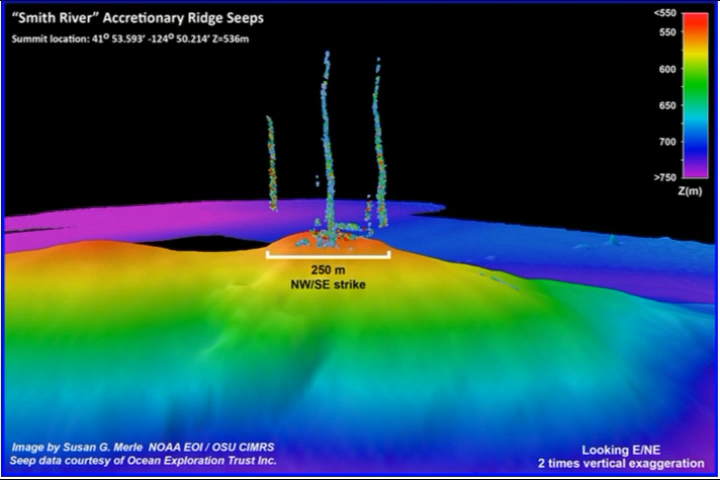 “Smith River” Accretionary Ridge Seeps
Summit location: 41⁰ 53.593’ -124⁰ 50.214’ Z=536m
<550
550
600
650
700
>750
Z(m)
250 m
NW/SE strike
Image by Susan G. Merle  NOAA EOI / OSU CIMRS
Seep data courtesy of Ocean Exploration Trust Inc.
Looking E/NE
2 times vertical exaggeration